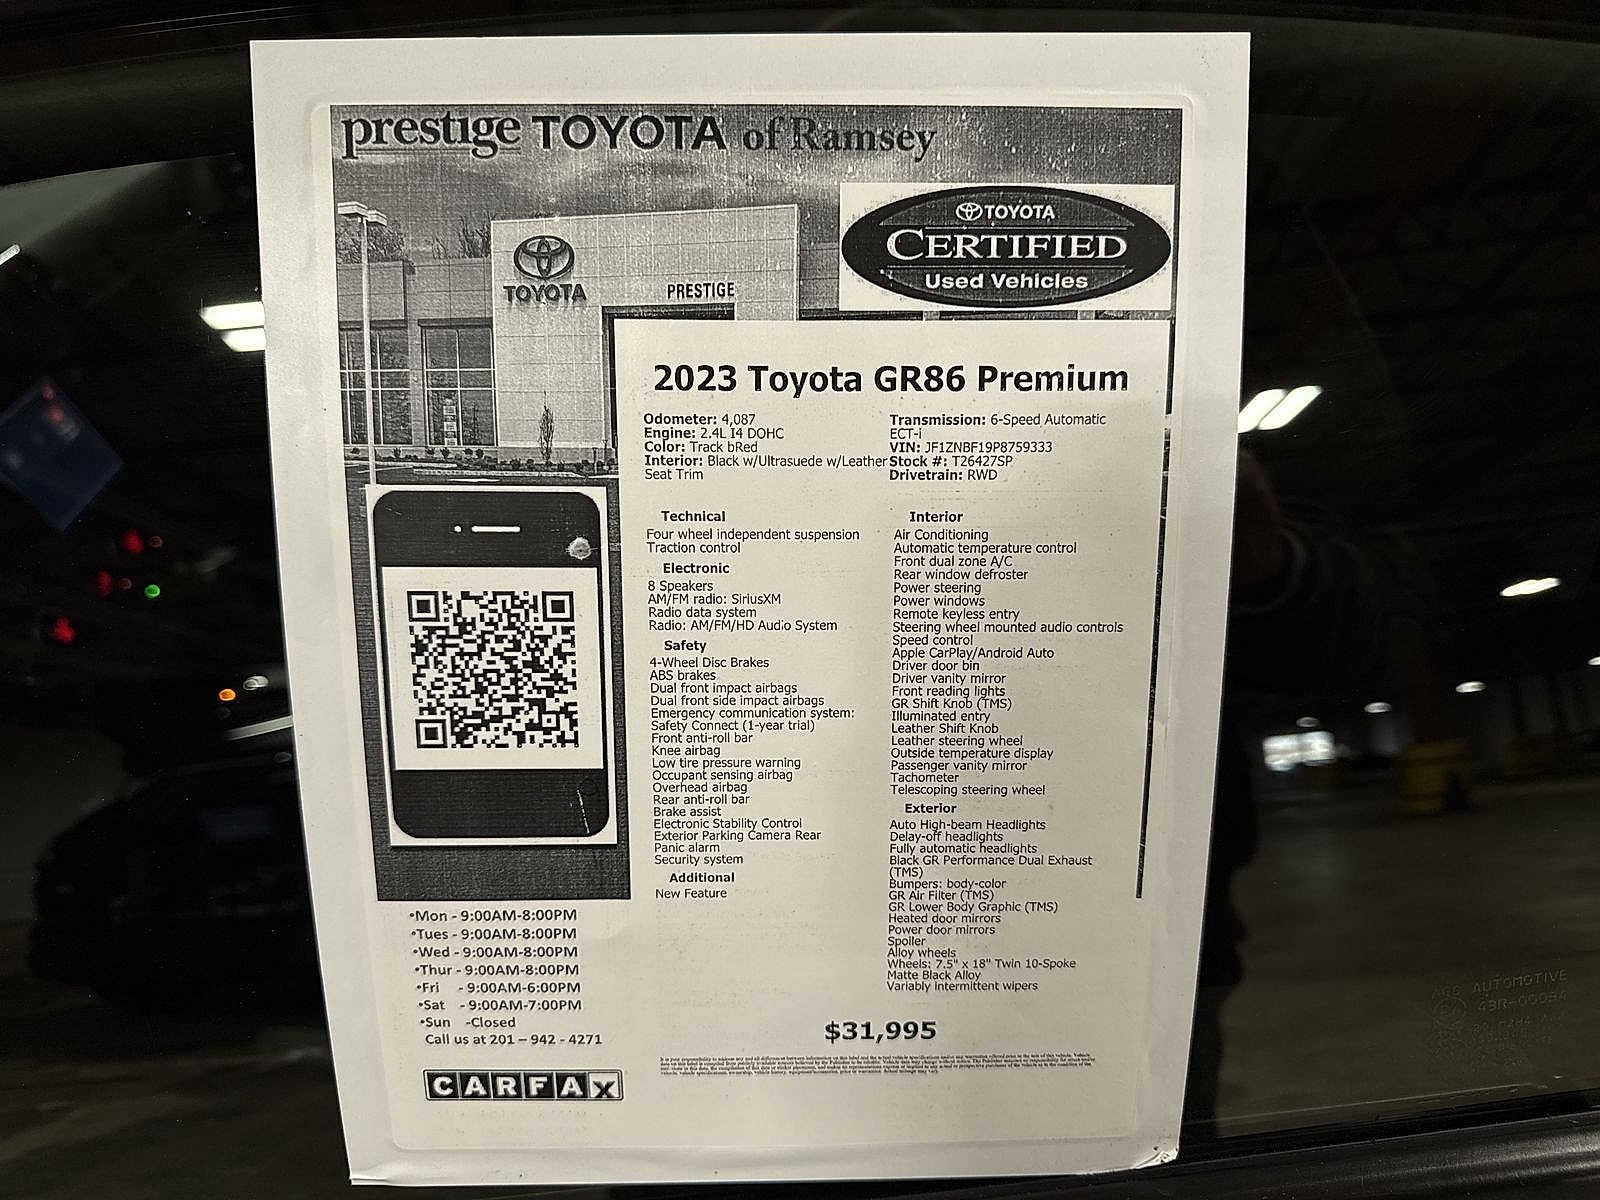 prestige TOYOTA of Ramsey
TOYOTA
CERTIFIED
Used Vehicles
TOYOTA
PRESTIGE
2023 Toyota GR86 Premium
Odometer: 4,087
Engine: 2.4L I4 DOHC
Color: Track bRed
Interior: Black w/Ultrasuede w/Leather
Seat Trim
Transmission: 6-Speed Automatic
ECT-i
VIN: JF1ZNBF19P8759333
Stock #: T26427SP
Drivetrain: RWD
Technical
Four wheel independent suspension
Traction control
Electronic
8 Speakers
AM/FM radio: SiriusXM
Radio data system
Radio: AM/FM/HD Audio System
Safety
4-Wheel Disc Brakes
ABS brakes
Dual front impact airbags
Dual front side impact airbags
Emergency communication system:
Safety Connect (1-year trial)
Front anti-roll bar
Knee airbag
Low tire pressure warning
Occupant sensing airbag
Overhead airbag
Rear anti-roll bar
Brake assist
Electronic Stability Control
Exterior Parking Camera Rear
Panic alarm
Security system
Additional
New Feature
Interior
Air Conditioning
Automatic temperature control
Front dual zone A/C
Rear window defroster
Power steering
Power windows
Remote keyless entry
Steering wheel mounted audio controls
Speed control
Apple CarPlay/Android Auto
Driver door bin
Driver vanity mirror
Front reading lights
GR Shift Knob (TMS)
Illuminated entry
Leather Shift Knob
Leather steering wheel
Outside temperature display
Passenger vanity mirror
Tachometer
Telescoping steering wheel
Exterior
Auto High-beam Headlights
Delay-off headlights
Fully automatic headlights
Black GR Performance Dual Exhaust
(TMS)
Bumpers: body-color
GR Air Filter (TMS)
GR Lower Body Graphic (TMS)
Heated door mirrors
Power door mirrors
Spoiler
Alloy wheels
Wheels: 7.5" x 18" Twin 10-Spoke
Matte Black Alloy
Variably intermittent wipers
$31,995
•Mon - 9:00AM-8:00PM
•Tues - 9:00AM-8:00PM
•Wed - 9:00AM-8:00PM
•Thur - 9:00AM-8:00PM
•Fri - 9:00AM-6:00PM
•Sat - 9:00AM-7:00PM
•Sun -Closed
Call us at 201 – 942 - 4271
CARFAX
AUTOMOTIVE